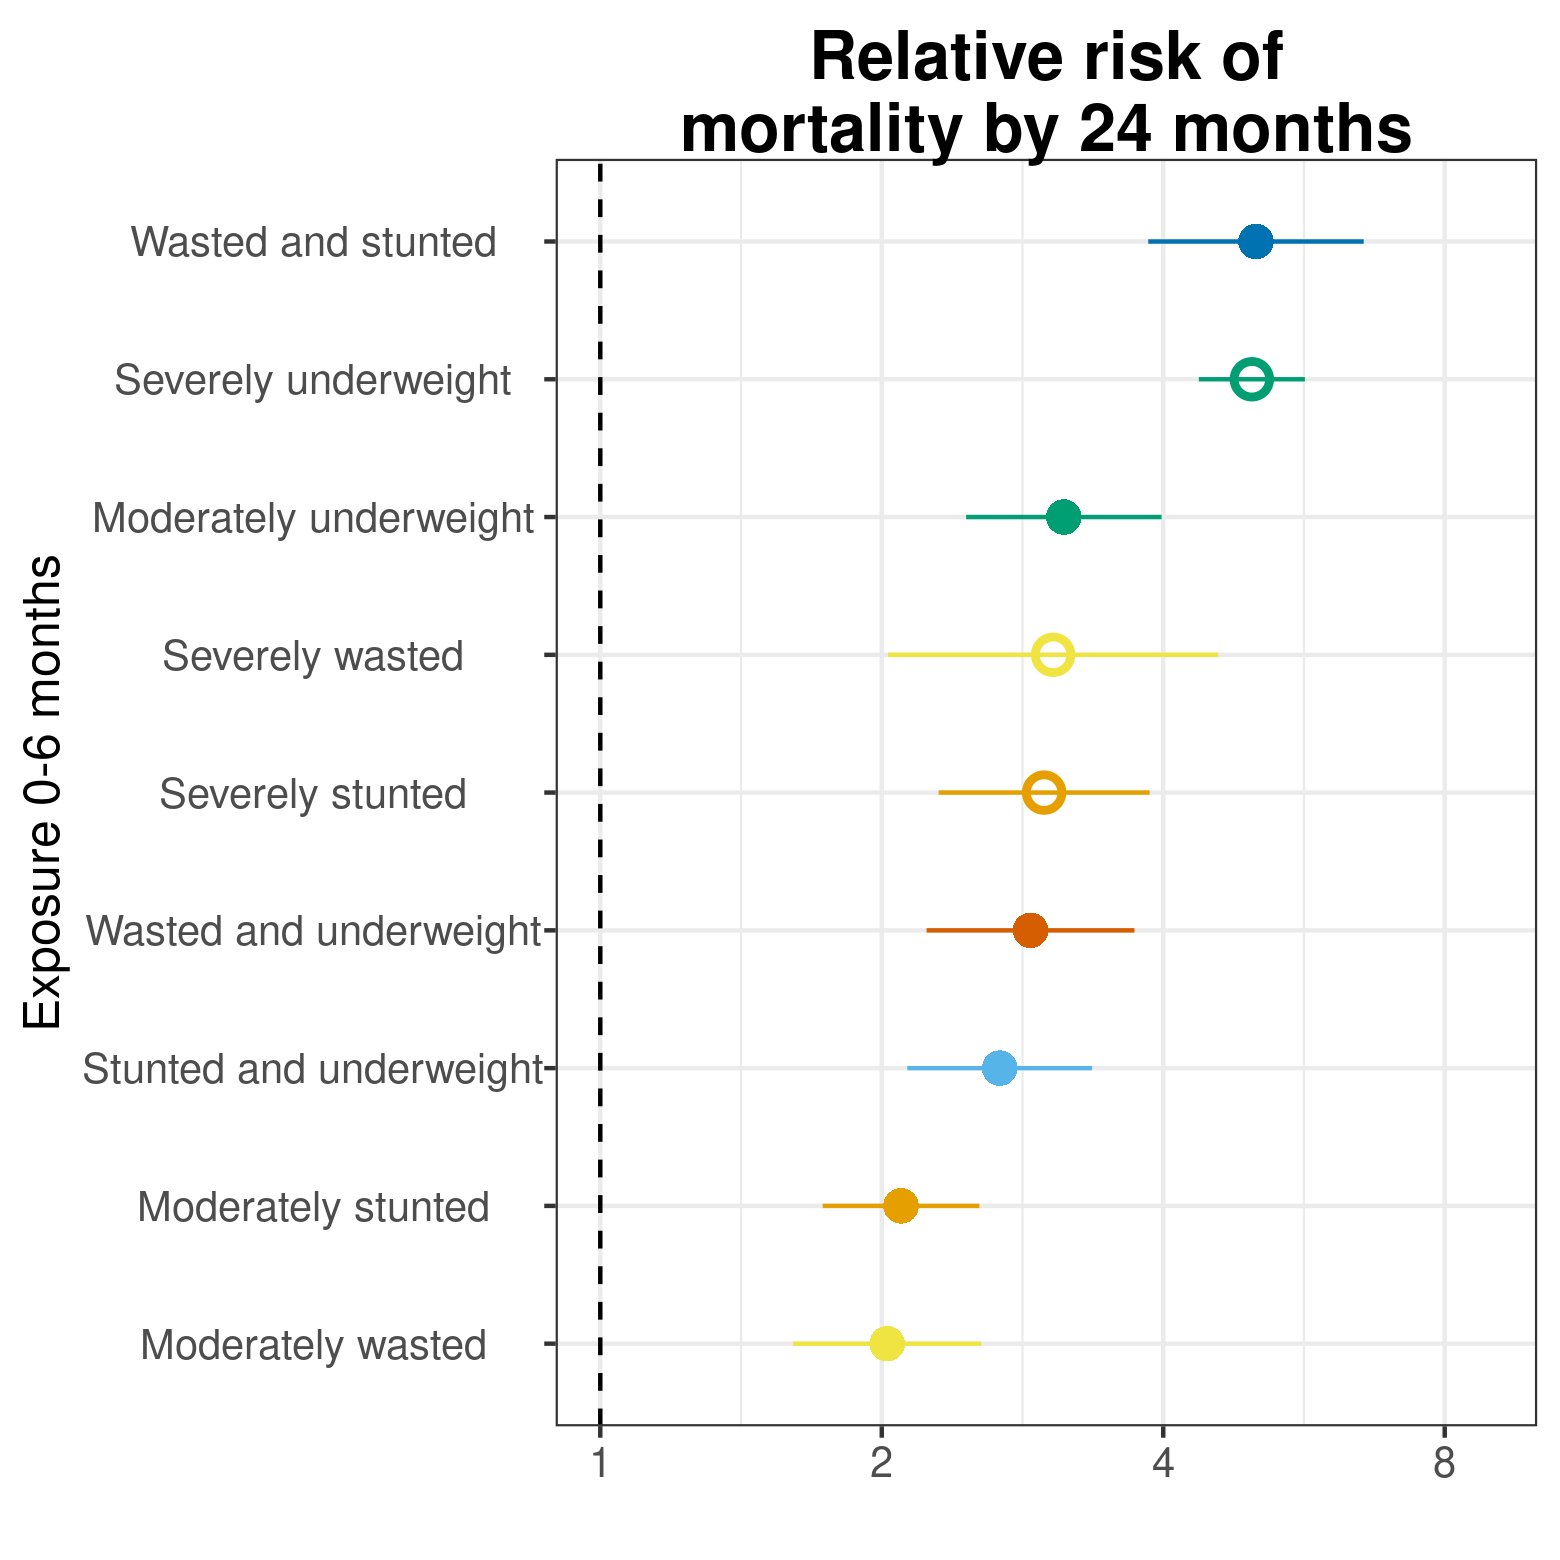 Relative risk of
mortality by 24 months
Exposure 0-6 months
Wasted and stunted
Severely underweight
Moderately underweight
Severely wasted
Severely stunted
Wasted and underweight
Stunted and underweight
Moderately stunted
Moderately wasted
1 2 4 8